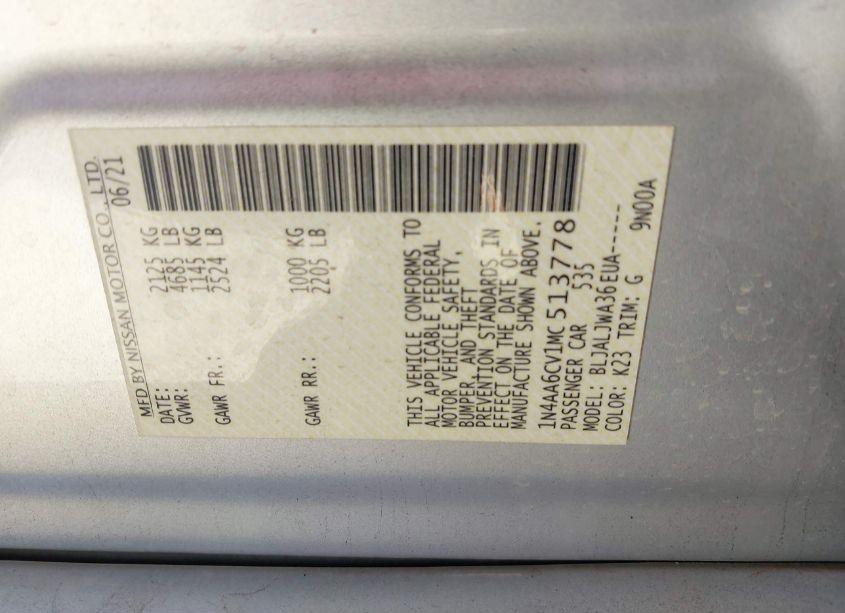 MFD BY NISSAN MOTOR CO., LTD.
DATE: 06/21
GVWR: 2125 KG
4685 LB
GAWR FR.: 1145 KG
2524 LB
GAWR RR.: 1000 KG
2205 LB
THIS VEHICLE CONFORMS TO
ALL APPLICABLE FEDERAL
MOTOR VEHICLE SAFETY,
BUMPER, AND THEFT
PREVENTION STANDARDS IN
EFFECT ON THE DATE OF
MANUFACTURE SHOWN ABOVE.
1N4AA6CV1MC513778
PASSENGER CAR 535
MODEL: BLJALJWA36EUA-----
COLOR: K23 TRIM: G 9N00A